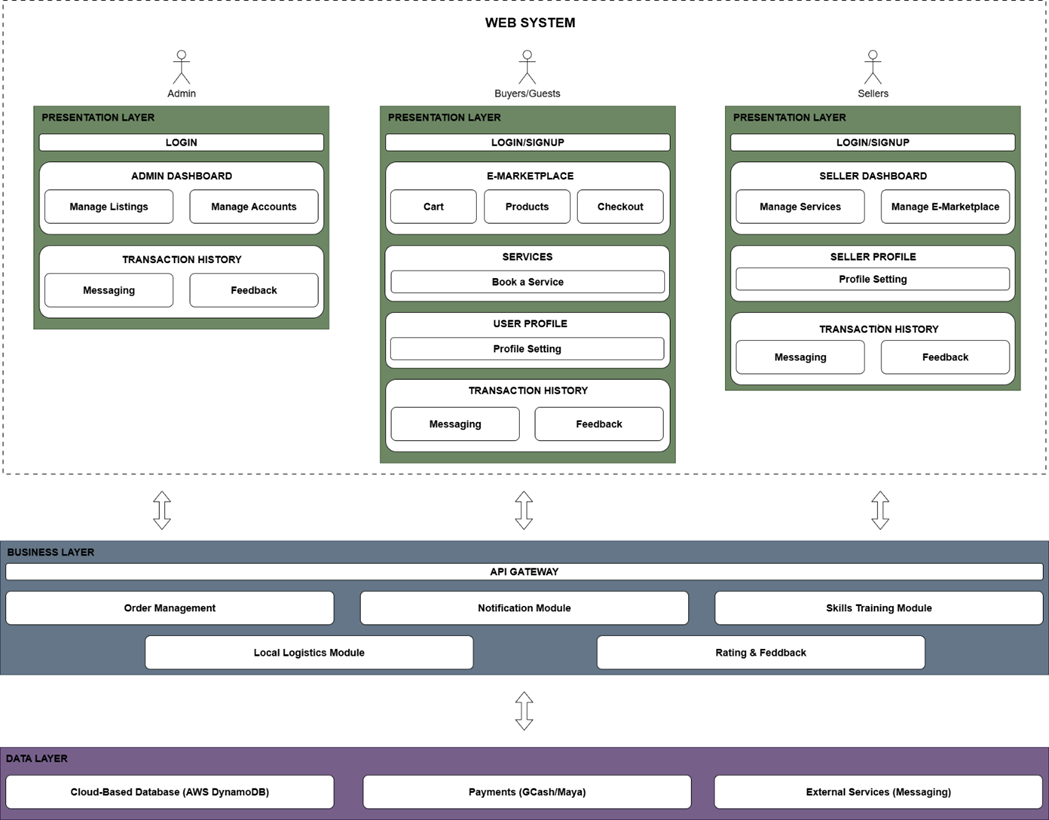 WEB SYSTEM
Admin
Buyers/Guests
Sellers
PRESENTATION LAYER
LOGIN
ADMIN DASHBOARD
Manage Listings
Manage Accounts
TRANSACTION HISTORY
Messaging
Feedback
PRESENTATION LAYER
LOGIN/SIGNUP
E-MARKETPLACE
Cart
Products
Checkout
SERVICES
Book a Service
USER PROFILE
Profile Setting
TRANSACTION HISTORY
Messaging
Feedback
PRESENTATION LAYER
LOGIN/SIGNUP
SELLER DASHBOARD
Manage Services
Manage E-Marketplace
SELLER PROFILE
Profile Setting
TRANSACTION HISTORY
Messaging
Feedback
BUSINESS LAYER
API GATEWAY
Order Management
Notification Module
Skills Training Module
Local Logistics Module
Rating & Feddback
DATA LAYER
Cloud-Based Database (AWS DynamoDB)
Payments (GCash/Maya)
External Services (Messaging)